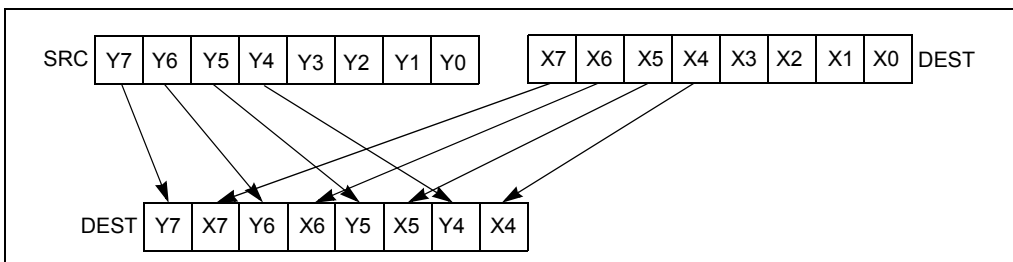 SRC Y7 Y6 Y5 Y4 Y3 Y2 Y1 Y0 X7 X6 X5 X4 X3 X2 X1 X0 DEST
DEST Y7 X7 Y6 X6 Y5 X5 Y4 X4